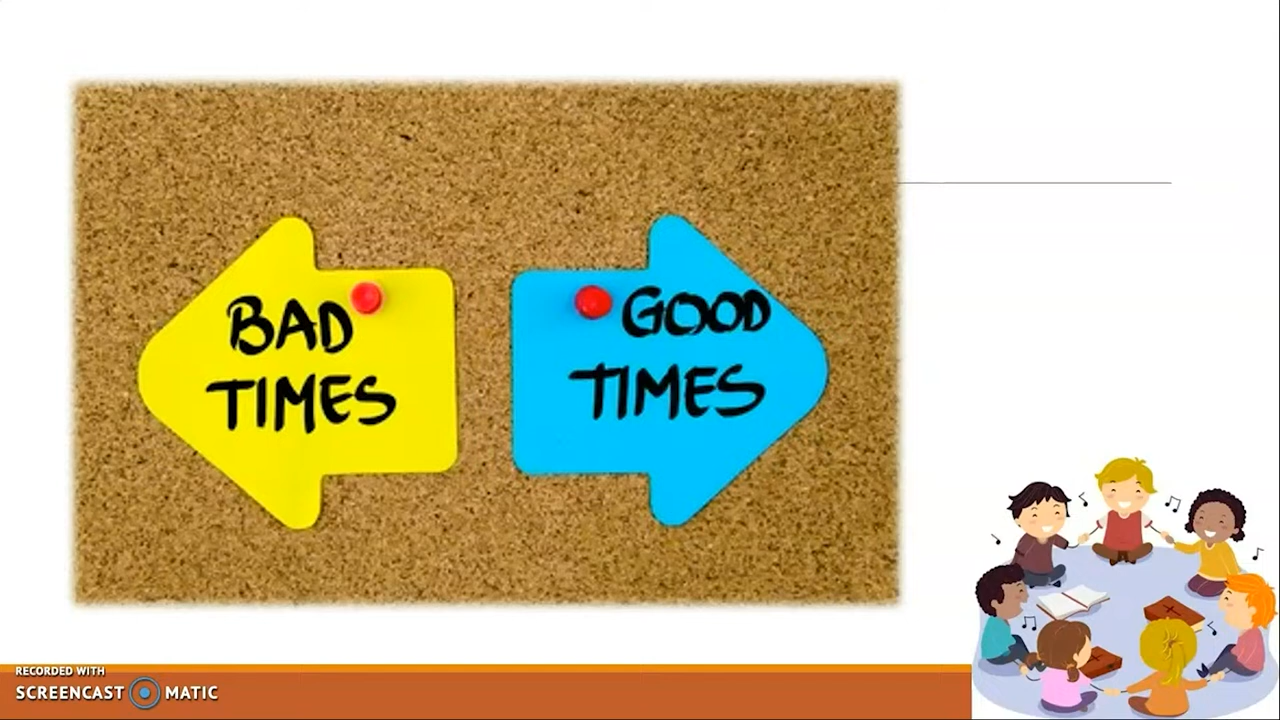 BAD
TIMES
GOOD
TIMES
RECORDED WITH
SCREENCAST MATIC